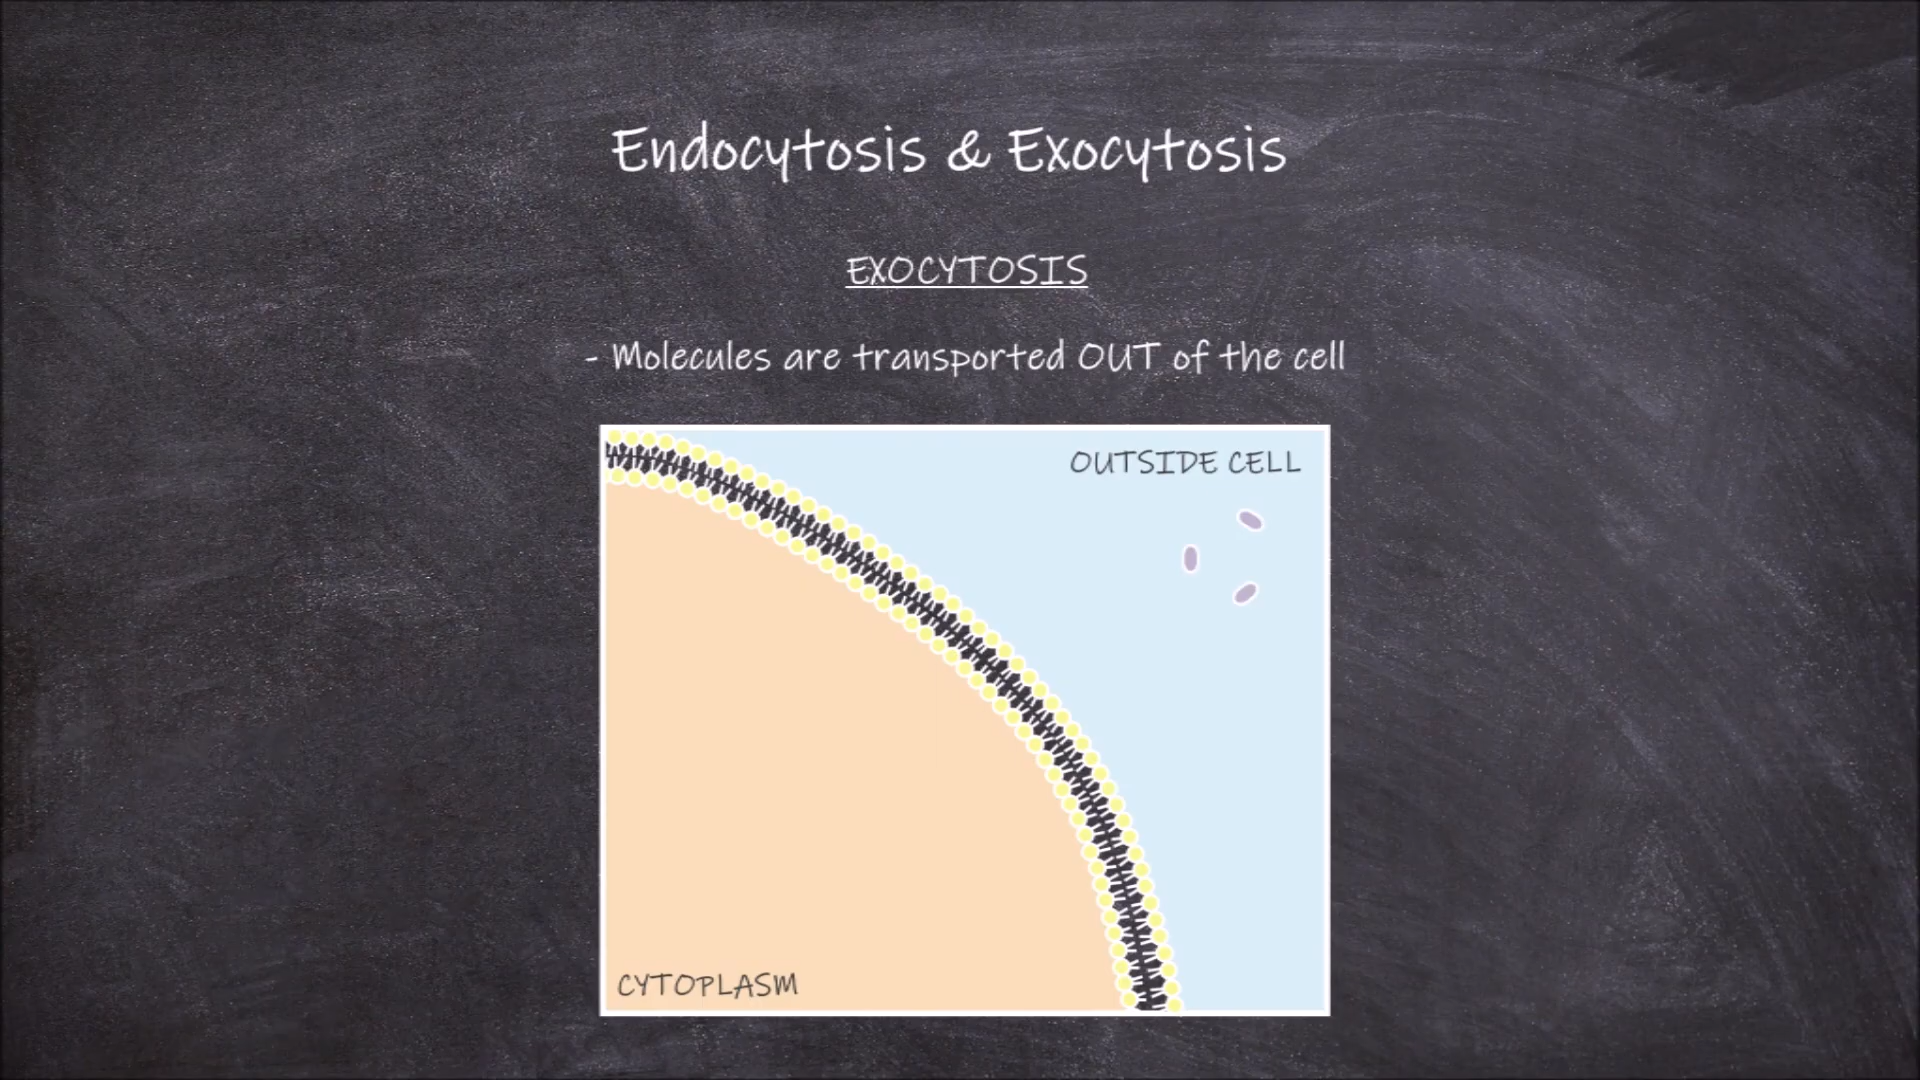 Endocytosis & Exocytosis
EXOCYTOSIS
- Molecules are transported OUT of the cell
OUTSIDE CELL
CYTOPLASM